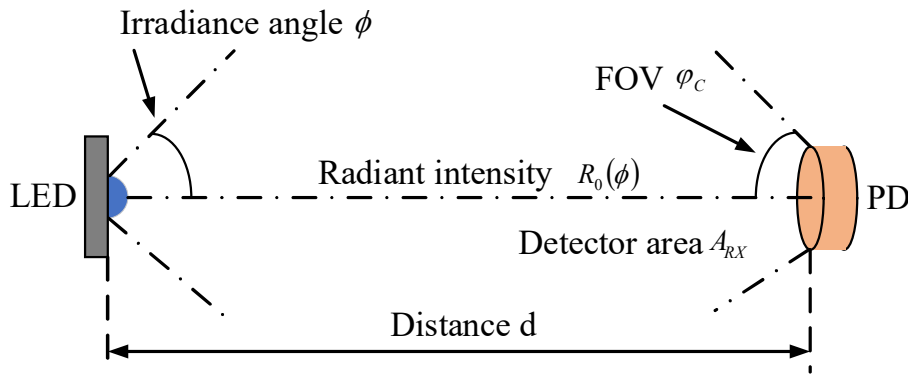 Irradiance angle ϕ
FOV φ_C
LED
Radiant intensity R_0(ϕ)
PD
Detector area A_RX
Distance d